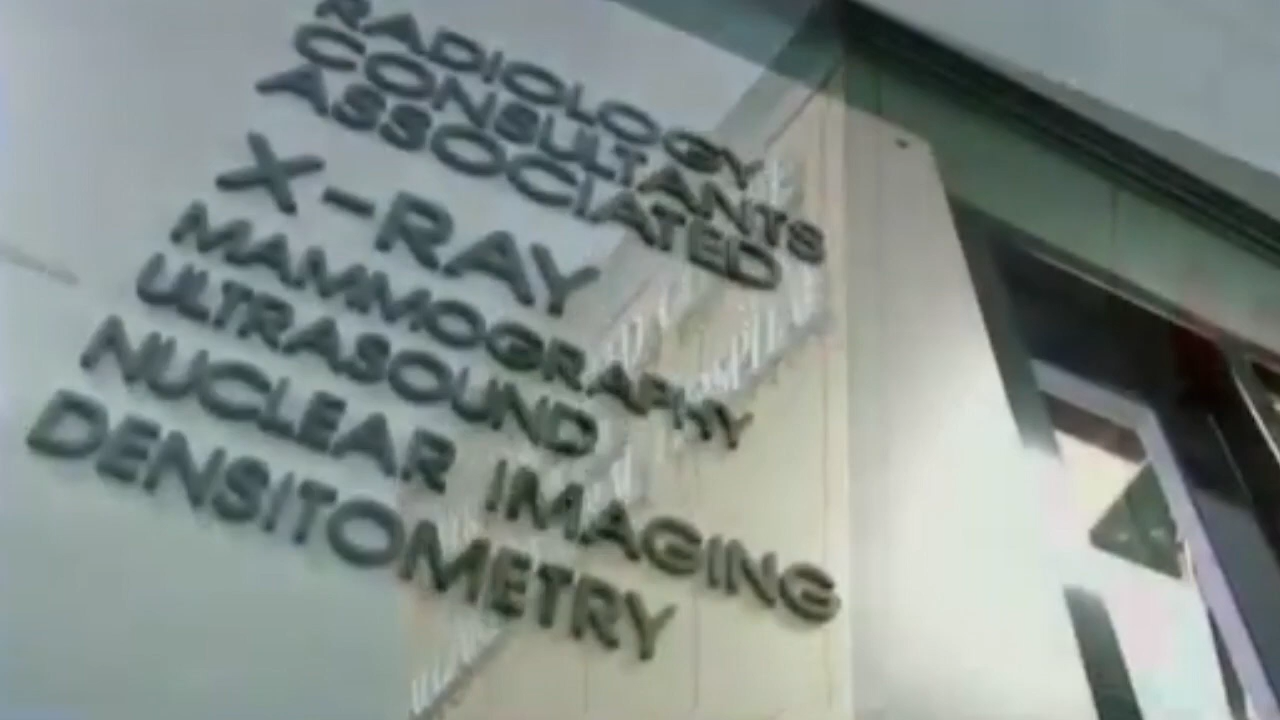 RADIOLOGY
CONSULTANTS
ASSOCIATED
X-RAY
MAMMOGRAPHY
ULTRASOUND
NUCLEAR IMAGING
DENSITOMETRY